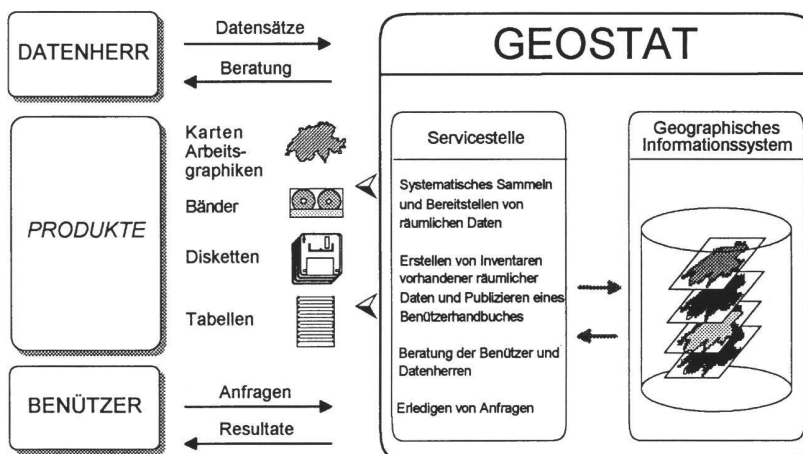 DATENHERR
Datensätze
Beratung
GEOSTAT
PRODUKTE
Karten
Arbeits-
graphiken
Bänder
Disketten
Tabellen
Servicestelle
Systematisches Sammeln
und Bereitstellen von
räumlichen Daten
Erstellen von Inventaren
vorhandener räumlicher
Daten und Publizieren eines
Benützerhandbuches
Beratung der Benützer und
Datenherren
Erledigen von Anfragen
Geographisches
Informationssystem
BENÜTZER
Anfragen
Resultate